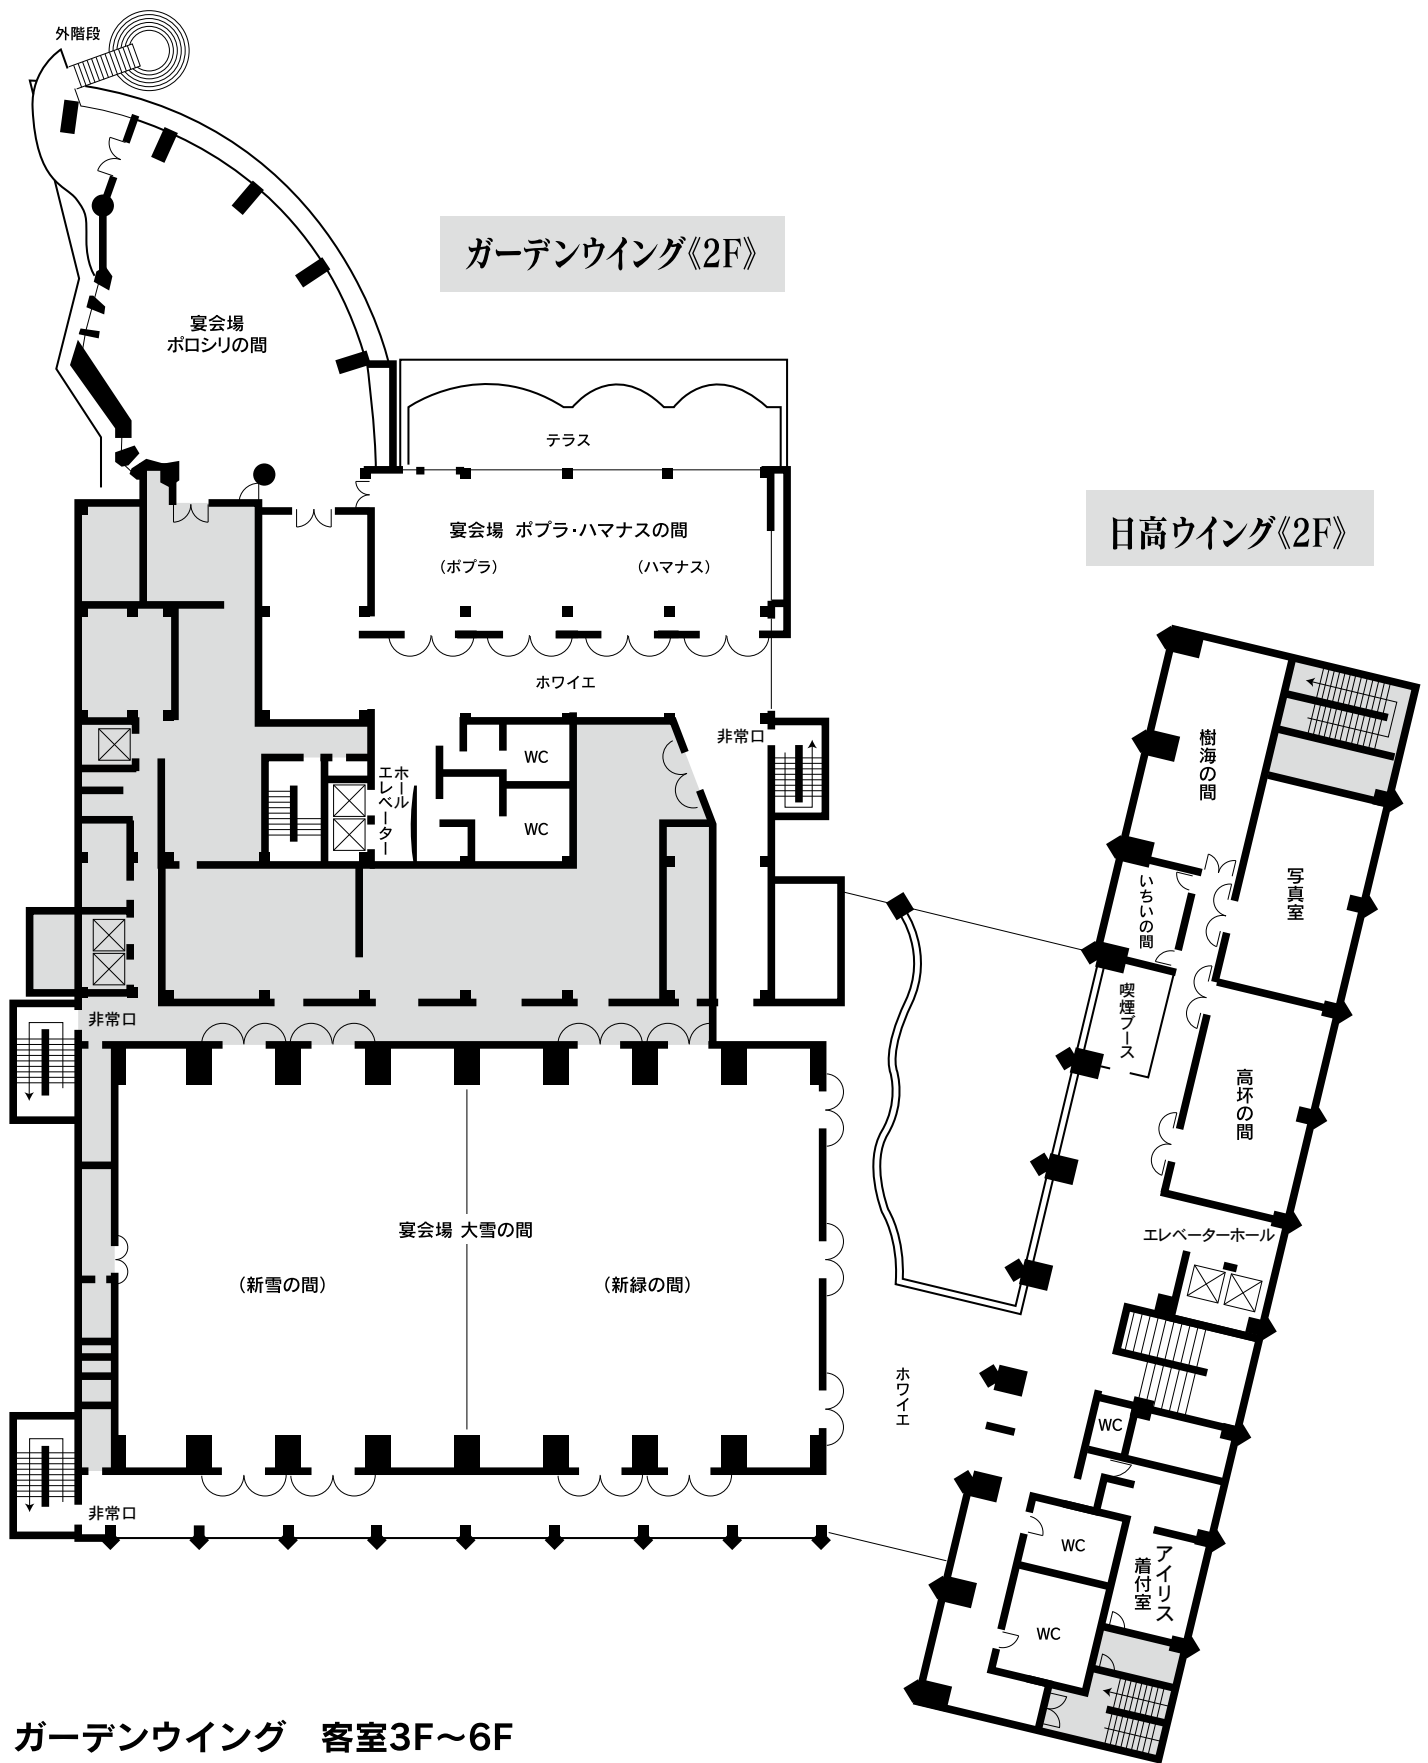 外階段
ガーデンウイング《2F》
宴会場
ポロシリの間
テラス
宴会場 ポプラ・ハマナスの間
（ポプラ）
（ハマナス）
日高ウイング《2F》
ホワイエ
非常口
WC
WC
ホール
エレベーター
樹海の間
写真室
いちいの間
喫煙ブース
非常口
高坏の間
宴会場 大雪の間
（新雪の間）
（新緑の間）
エレベーターホール
ホワイエ
WC
非常口
WC
アイリス
着付室
WC
ガーデンウイング　客室3F～6F